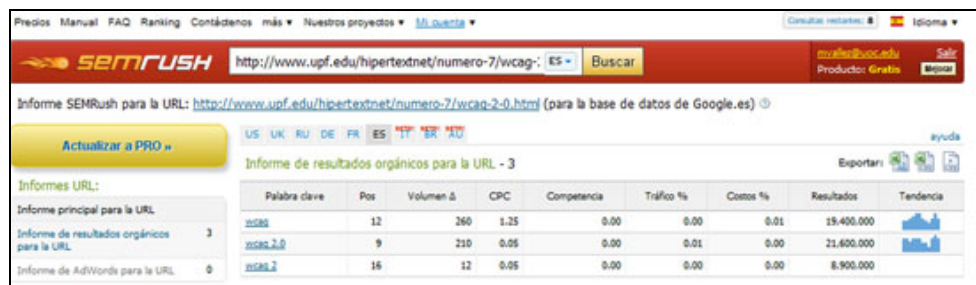 Precios Manual FAQ Ranking Contáctenos más ▾ Nuestros proyectos ▾ Mi cuenta ▾ Consultas restantes: 8 Idioma ▾
semrush http://www.upf.edu/hipertextnet/numero-7/wcag-2 ES Buscar mvallez@uoc.edu Salir
Producto: Gratis Mejorar
Informe SEMRush para la URL: http://www.upf.edu/hipertextnet/numero-7/wcag-2-0.html (para la base de datos de Google.es)
Actualizar a PRO »
US UK RU DE FR ES IT BR AU ayuda
Informe de resultados orgánicos para la URL - 3 Exportar:
Informes URL:
Informe principal para la URL
Informe de resultados orgánicos para la URL 3
Informe de AdWords para la URL 0
Palabra clave Pos Volumen Δ CPC Competencia Tráfico % Costos % Resultados Tendencia
wcag 12 260 1.25 0.00 0.00 0.01 19.400.000
wcag 2.0 9 210 0.05 0.00 0.01 0.00 21.600.000
wcag 2 16 12 0.05 0.00 0.00 0.00 8.900.000